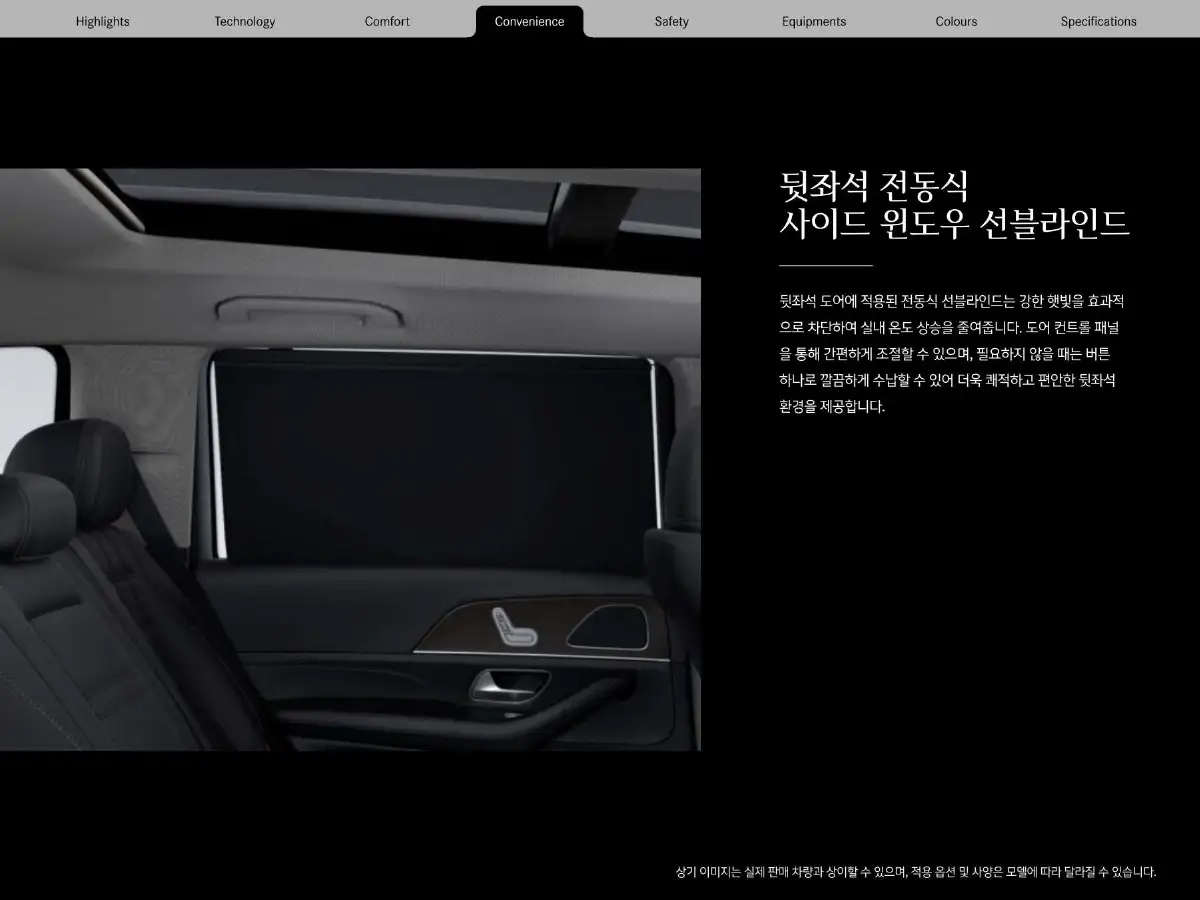 Highlights
Technology
Comfort
Convenience
Safety
Equipments
Colours
Specifications
뒷좌석 전동식
사이드 윈도우 선블라인드
뒷좌석 도어에 적용된 전동식 선블라인드는 강한 햇빛을 효과적
으로 차단하여 실내 온도 상승을 줄여줍니다. 도어 컨트롤 패널
을 통해 간편하게 조절할 수 있으며, 필요하지 않을 때는 버튼
하나로 깔끔하게 수납할 수 있어 더욱 쾌적하고 편안한 뒷좌석
환경을 제공합니다.
상기 이미지는 실제 판매 차량과 상이할 수 있으며, 적용 옵션 및 사양은 모델에 따라 달라질 수 있습니다.